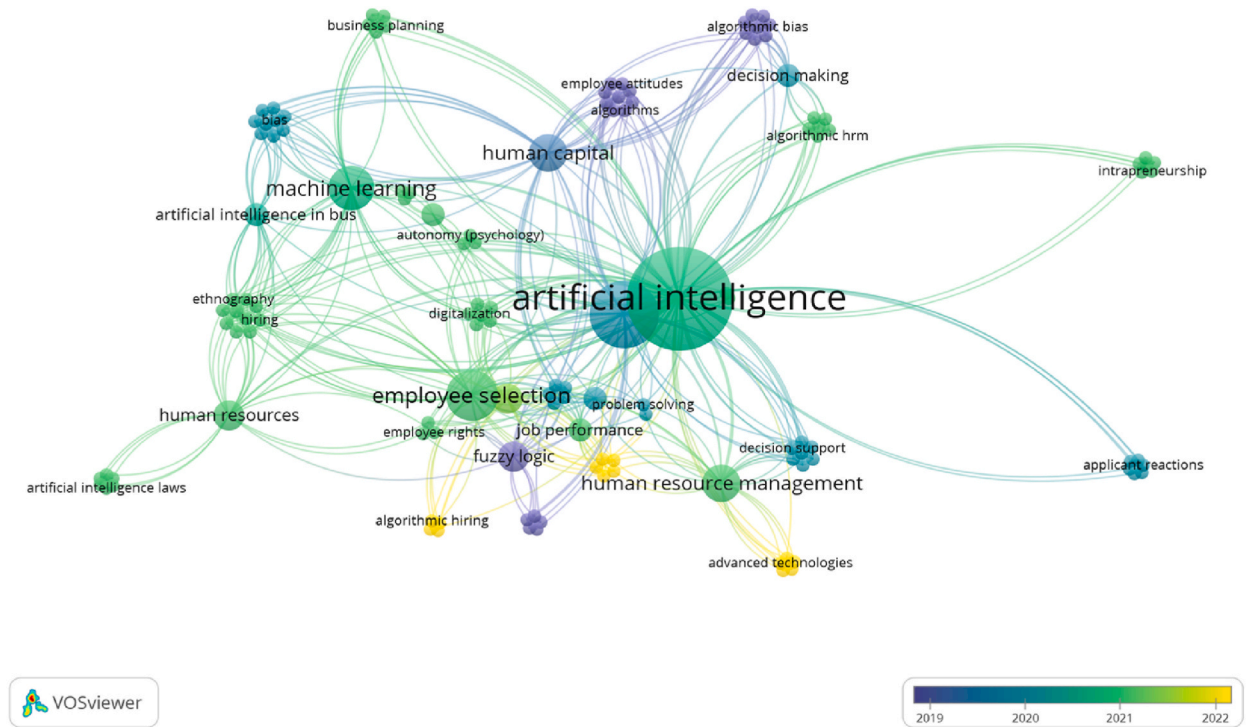 business planning
algorithmic bias
decision making
employee attitudes
algorithms
bias
algorithmic hrm
human capital
intrapreneurship
machine learning
artificial intelligence in bus
autonomy (psychology)
artificial intelligence
ethnography
hiring
digitalization
employee selection
problem solving
human resources
employee rights
job performance
decision support
fuzzy logic
applicant reactions
artificial intelligence laws
human resource management
algorithmic hiring
advanced technologies
VOSviewer
2019 2020 2021 2022